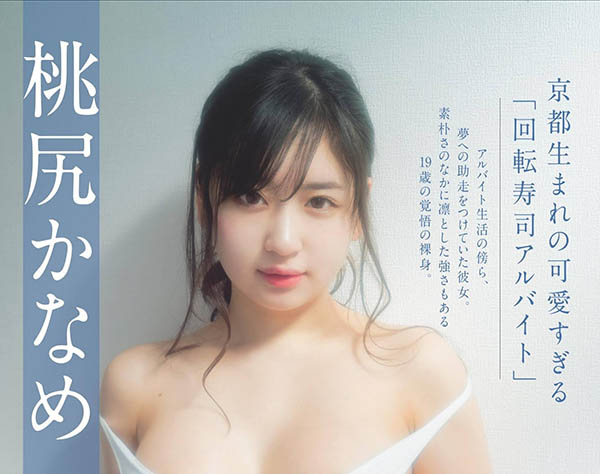 桃尻かなめ
京都生まれの可愛すぎる
「回転寿司アルバイト」
アルバイト生活の傍ら、
夢への助走をつけていた彼女。
素朴さのなかに凛とした強さもある
19歳の覚悟の裸身。